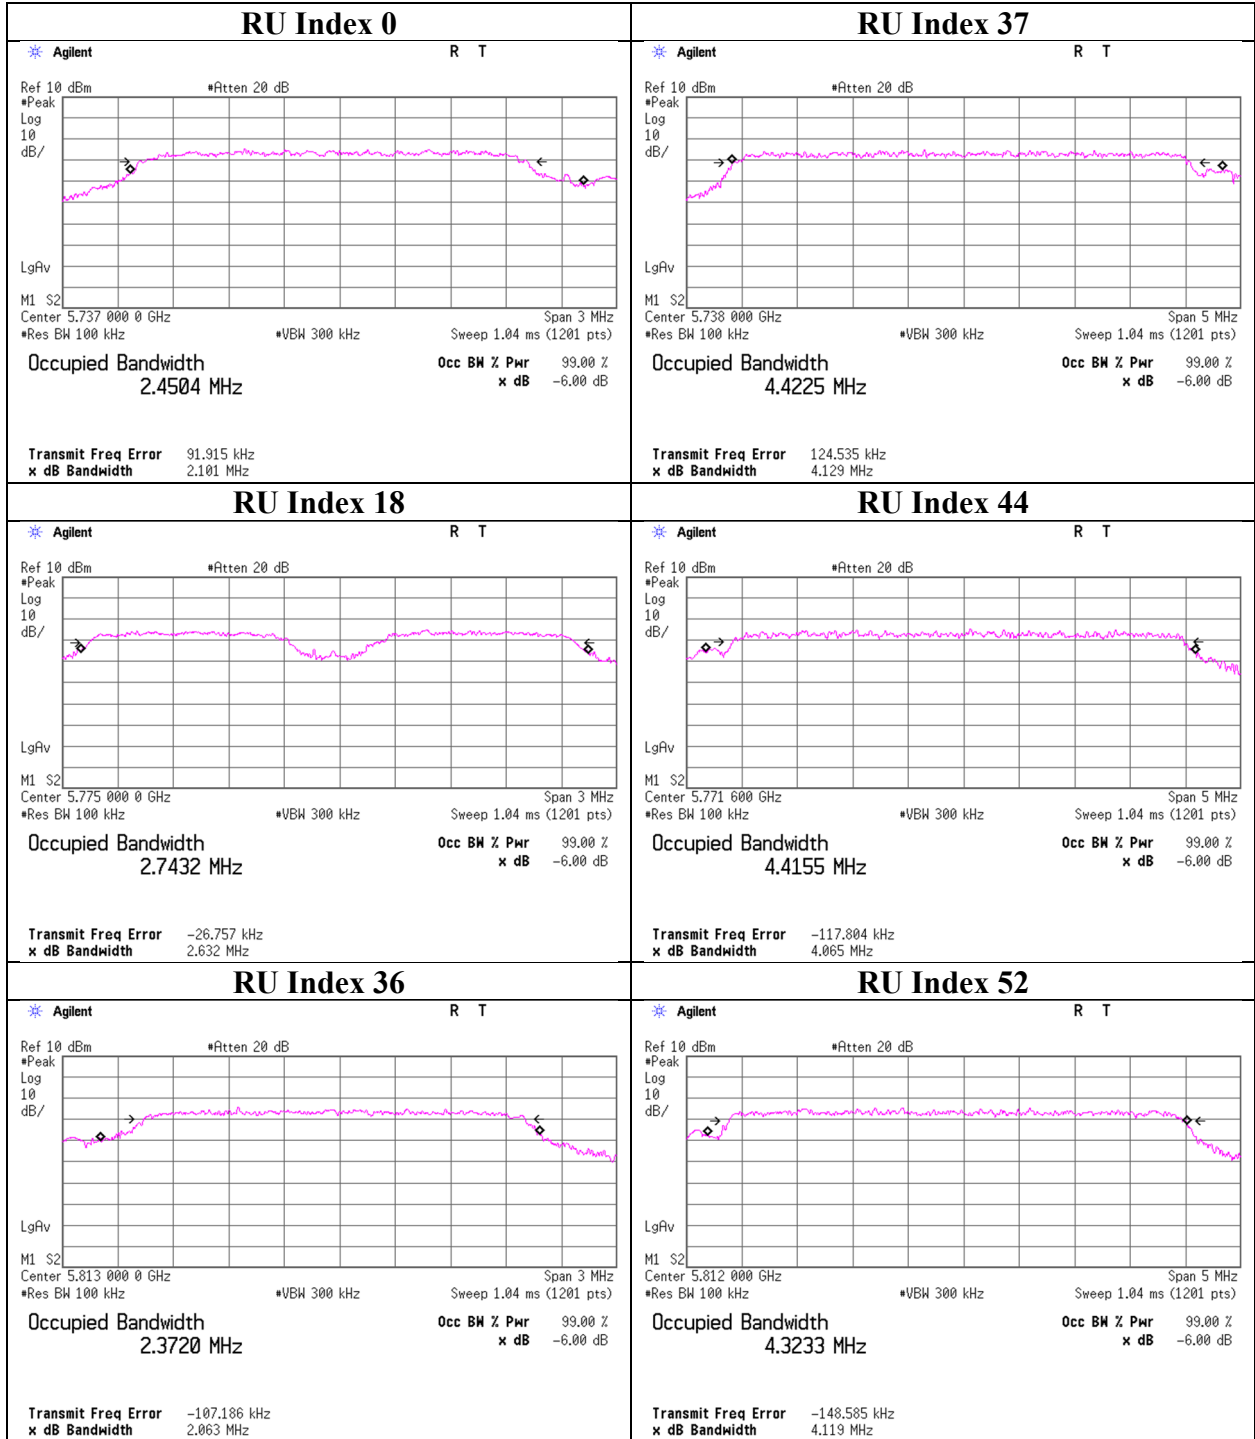 RU Index 0
Agilent R T
Ref 10 dBm #Atten 20 dB
#Peak
Log
10
dB/
LgAv
M1 S2
Center 5.737 000 0 GHz Span 3 MHz
#Res BW 100 kHz #VBW 300 kHz Sweep 1.04 ms (1201 pts)
Occupied Bandwidth Occ BW % Pwr 99.00 %
2.4504 MHz x dB -6.00 dB
Transmit Freq Error 91.915 kHz
x dB Bandwidth 2.101 MHz
RU Index 37
Agilent R T
Ref 10 dBm #Atten 20 dB
#Peak
Log
10
dB/
LgAv
M1 S2
Center 5.738 000 GHz Span 5 MHz
#Res BW 100 kHz #VBW 300 kHz Sweep 1.04 ms (1201 pts)
Occupied Bandwidth Occ BW % Pwr 99.00 %
4.4225 MHz x dB -6.00 dB
Transmit Freq Error 124.535 kHz
x dB Bandwidth 4.129 MHz
RU Index 18
Agilent R T
Ref 10 dBm #Atten 20 dB
#Peak
Log
10
dB/
LgAv
M1 S2
Center 5.775 000 0 GHz Span 3 MHz
#Res BW 100 kHz #VBW 300 kHz Sweep 1.04 ms (1201 pts)
Occupied Bandwidth Occ BW % Pwr 99.00 %
2.7432 MHz x dB -6.00 dB
Transmit Freq Error -26.757 kHz
x dB Bandwidth 2.632 MHz
RU Index 44
Agilent R T
Ref 10 dBm #Atten 20 dB
#Peak
Log
10
dB/
LgAv
M1 S2
Center 5.771 600 GHz Span 5 MHz
#Res BW 100 kHz #VBW 300 kHz Sweep 1.04 ms (1201 pts)
Occupied Bandwidth Occ BW % Pwr 99.00 %
4.4155 MHz x dB -6.00 dB
Transmit Freq Error -117.804 kHz
x dB Bandwidth 4.065 MHz
RU Index 36
Agilent R T
Ref 10 dBm #Atten 20 dB
#Peak
Log
10
dB/
LgAv
M1 S2
Center 5.813 000 0 GHz Span 3 MHz
#Res BW 100 kHz #VBW 300 kHz Sweep 1.04 ms (1201 pts)
Occupied Bandwidth Occ BW % Pwr 99.00 %
2.3720 MHz x dB -6.00 dB
Transmit Freq Error -107.186 kHz
x dB Bandwidth 2.063 MHz
RU Index 52
Agilent R T
Ref 10 dBm #Atten 20 dB
#Peak
Log
10
dB/
LgAv
M1 S2
Center 5.812 000 GHz Span 5 MHz
#Res BW 100 kHz #VBW 300 kHz Sweep 1.04 ms (1201 pts)
Occupied Bandwidth Occ BW % Pwr 99.00 %
4.3233 MHz x dB -6.00 dB
Transmit Freq Error -148.585 kHz
x dB Bandwidth 4.119 MHz